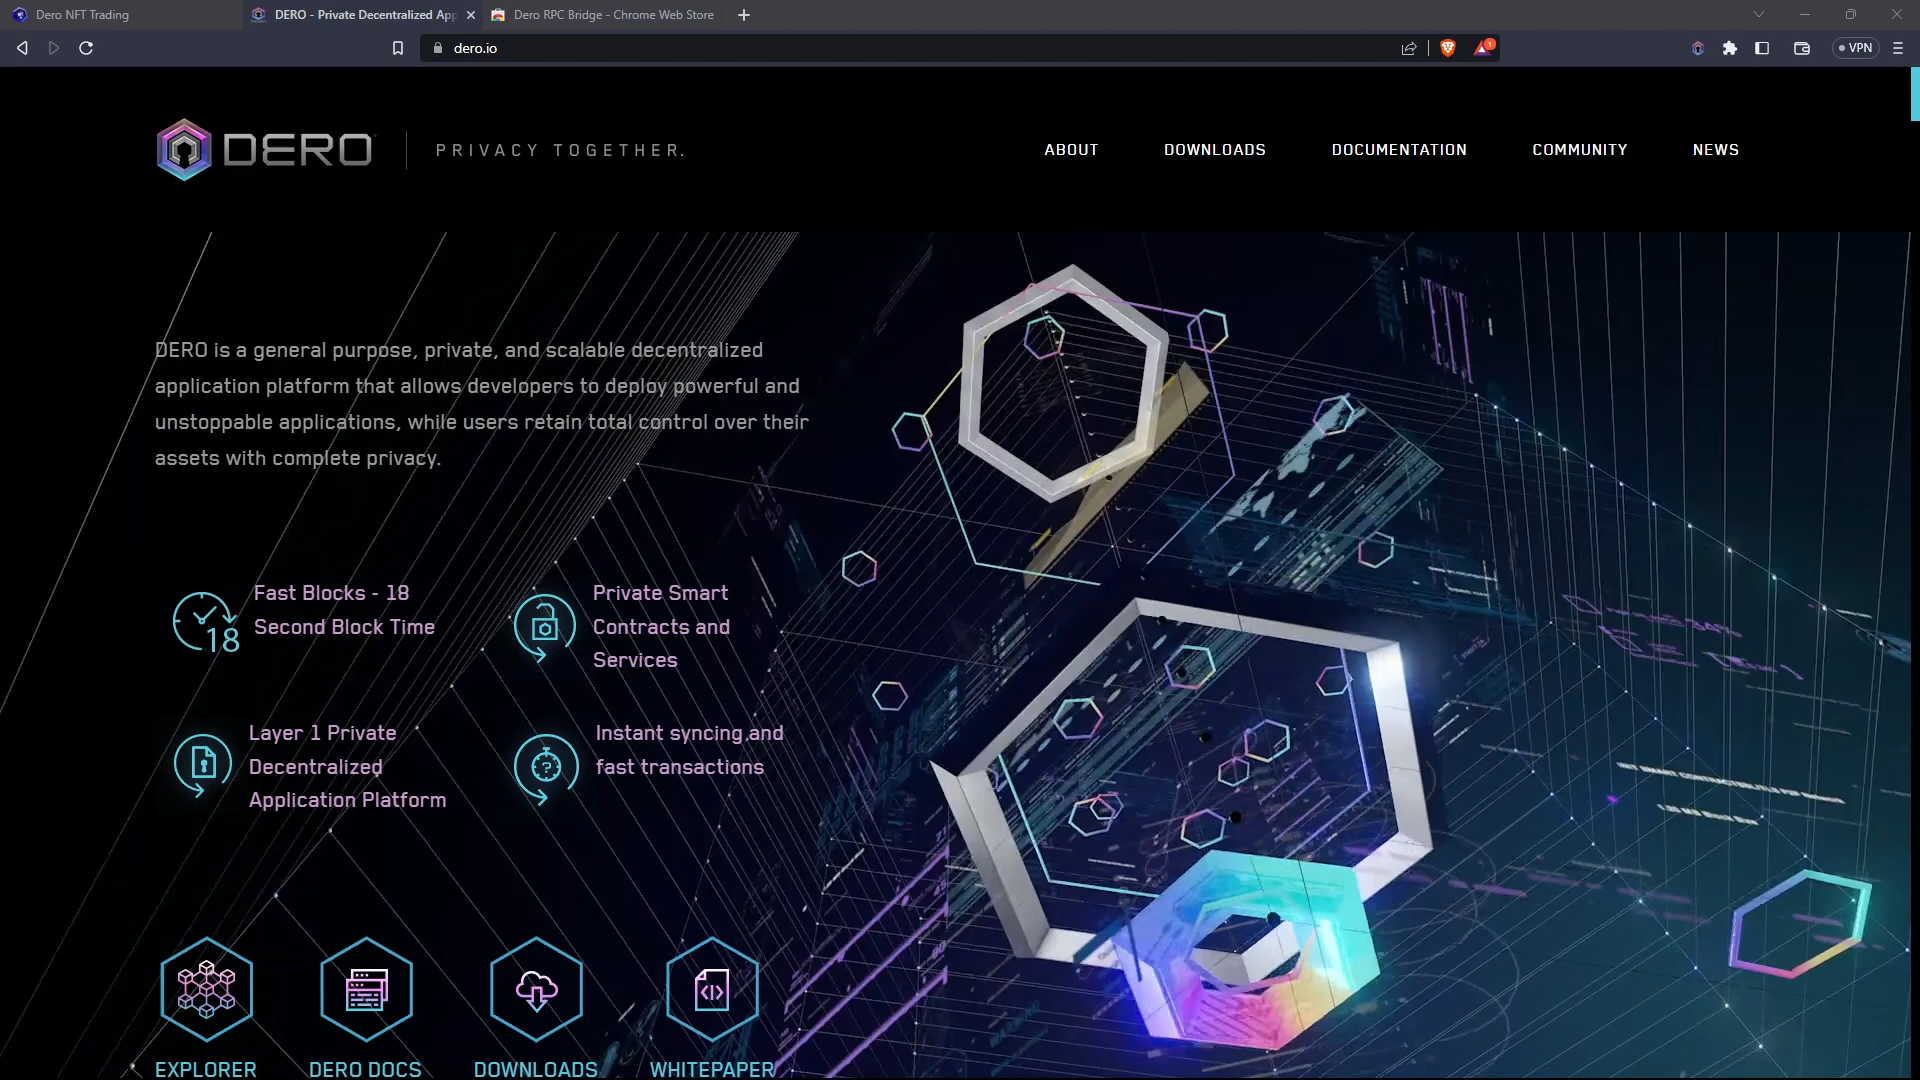 Dero NFT Trading
DERO - Private Decentralized App
Dero RPC Bridge - Chrome Web Store
dero.io
1
VPN
DERO
PRIVACY TOGETHER.
ABOUT
DOWNLOADS
DOCUMENTATION
COMMUNITY
NEWS
DERO is a general purpose, private, and scalable decentralized
application platform that allows developers to deploy powerful and
unstoppable applications, while users retain total control over their
assets with complete privacy.
18
Fast Blocks - 18
Second Block Time
Private Smart
Contracts and
Services
Layer 1 Private
Decentralized
Application Platform
?
Instant syncing and
fast transactions
EXPLORER
DERO DOCS
DOWNLOADS
WHITEPAPER